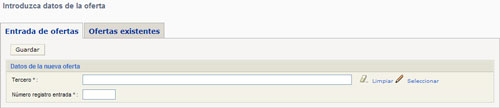 Introduzca datos de la oferta
Entrada de ofertas Ofertas existentes
Guardar
Datos de la nueva oferta
Tercero * : Limpiar Seleccionar
Número registro entrada * :